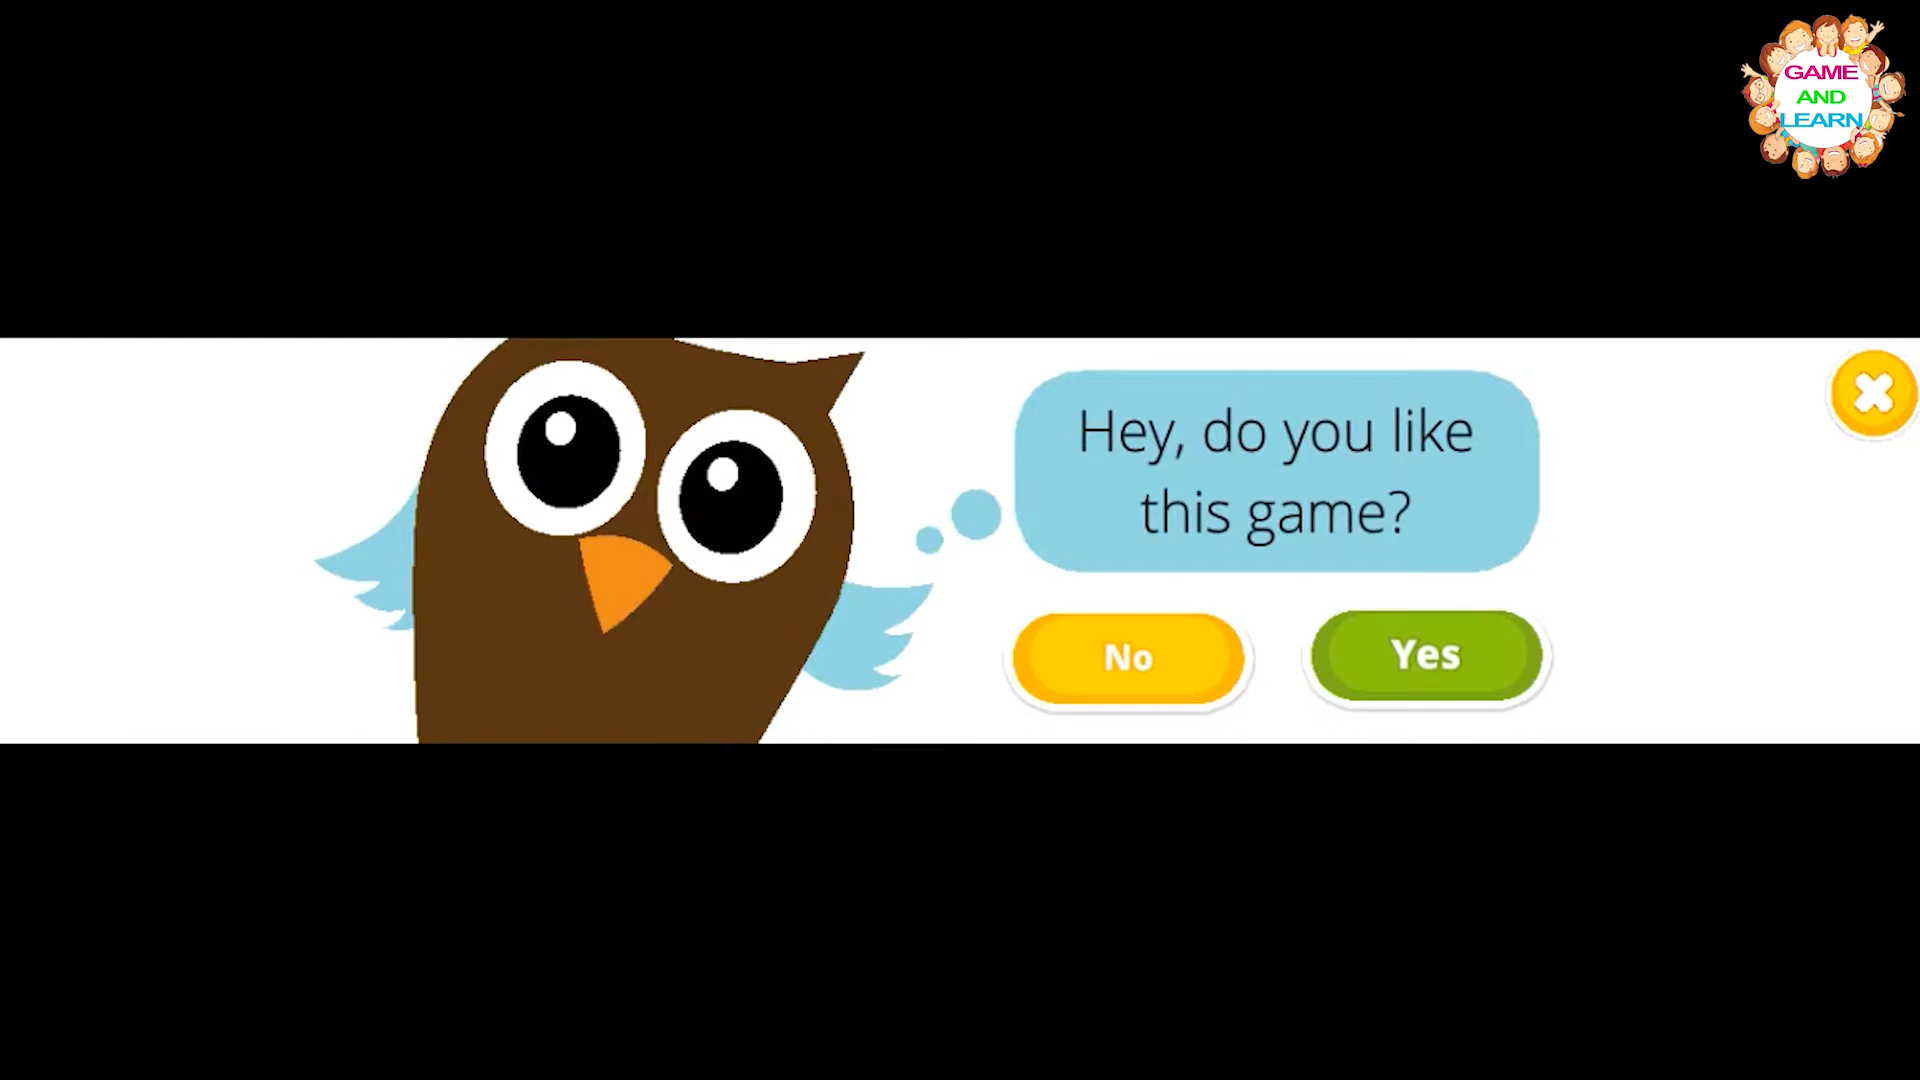 GAME
AND
LEARN
Hey, do you like
this game?
No
Yes